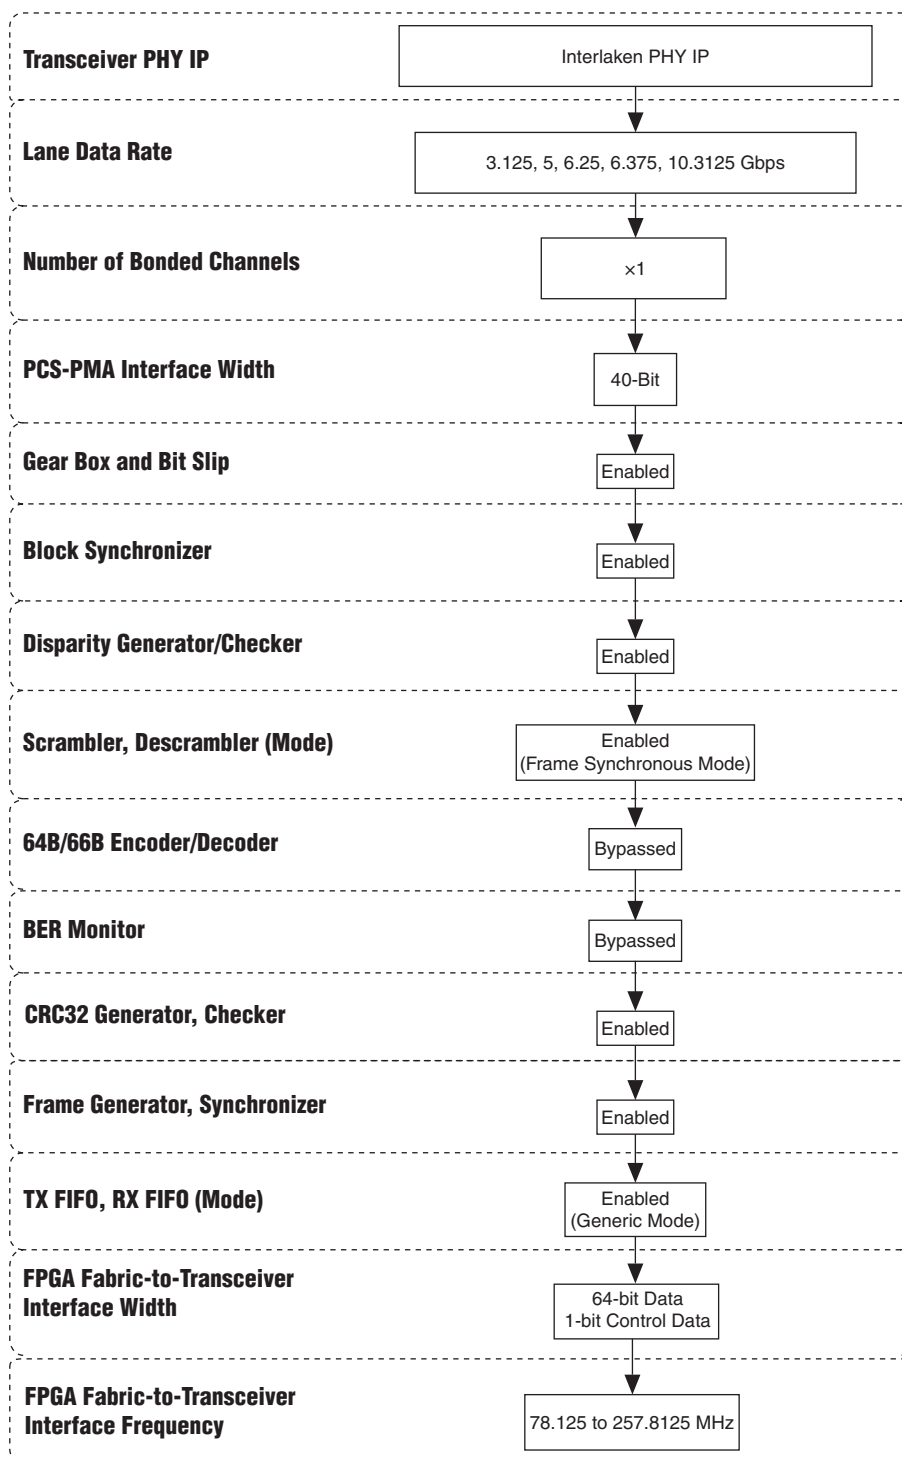 Transceiver PHY IP
Interlaken PHY IP
Lane Data Rate
3.125, 5, 6.25, 6.375, 10.3125 Gbps
Number of Bonded Channels
×1
PCS-PMA Interface Width
40-Bit
Gear Box and Bit Slip
Enabled
Block Synchronizer
Enabled
Disparity Generator/Checker
Enabled
Scrambler, Descrambler (Mode)
Enabled
(Frame Synchronous Mode)
64B/66B Encoder/Decoder
Bypassed
BER Monitor
Bypassed
CRC32 Generator, Checker
Enabled
Frame Generator, Synchronizer
Enabled
TX FIFO, RX FIFO (Mode)
Enabled
(Generic Mode)
FPGA Fabric-to-Transceiver
Interface Width
64-bit Data
1-bit Control Data
FPGA Fabric-to-Transceiver
Interface Frequency
78.125 to 257.8125 MHz